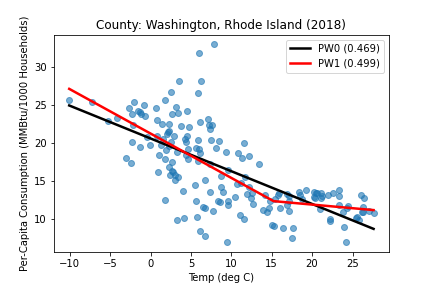 County: Washington, Rhode Island (2018)
Per-Capita Consumption (MMBtu/1000 Households)
30
25
20
15
10
PW0 (0.469)
PW1 (0.499)
−10 −5 0 5 10 15 20 25
Temp (deg C)